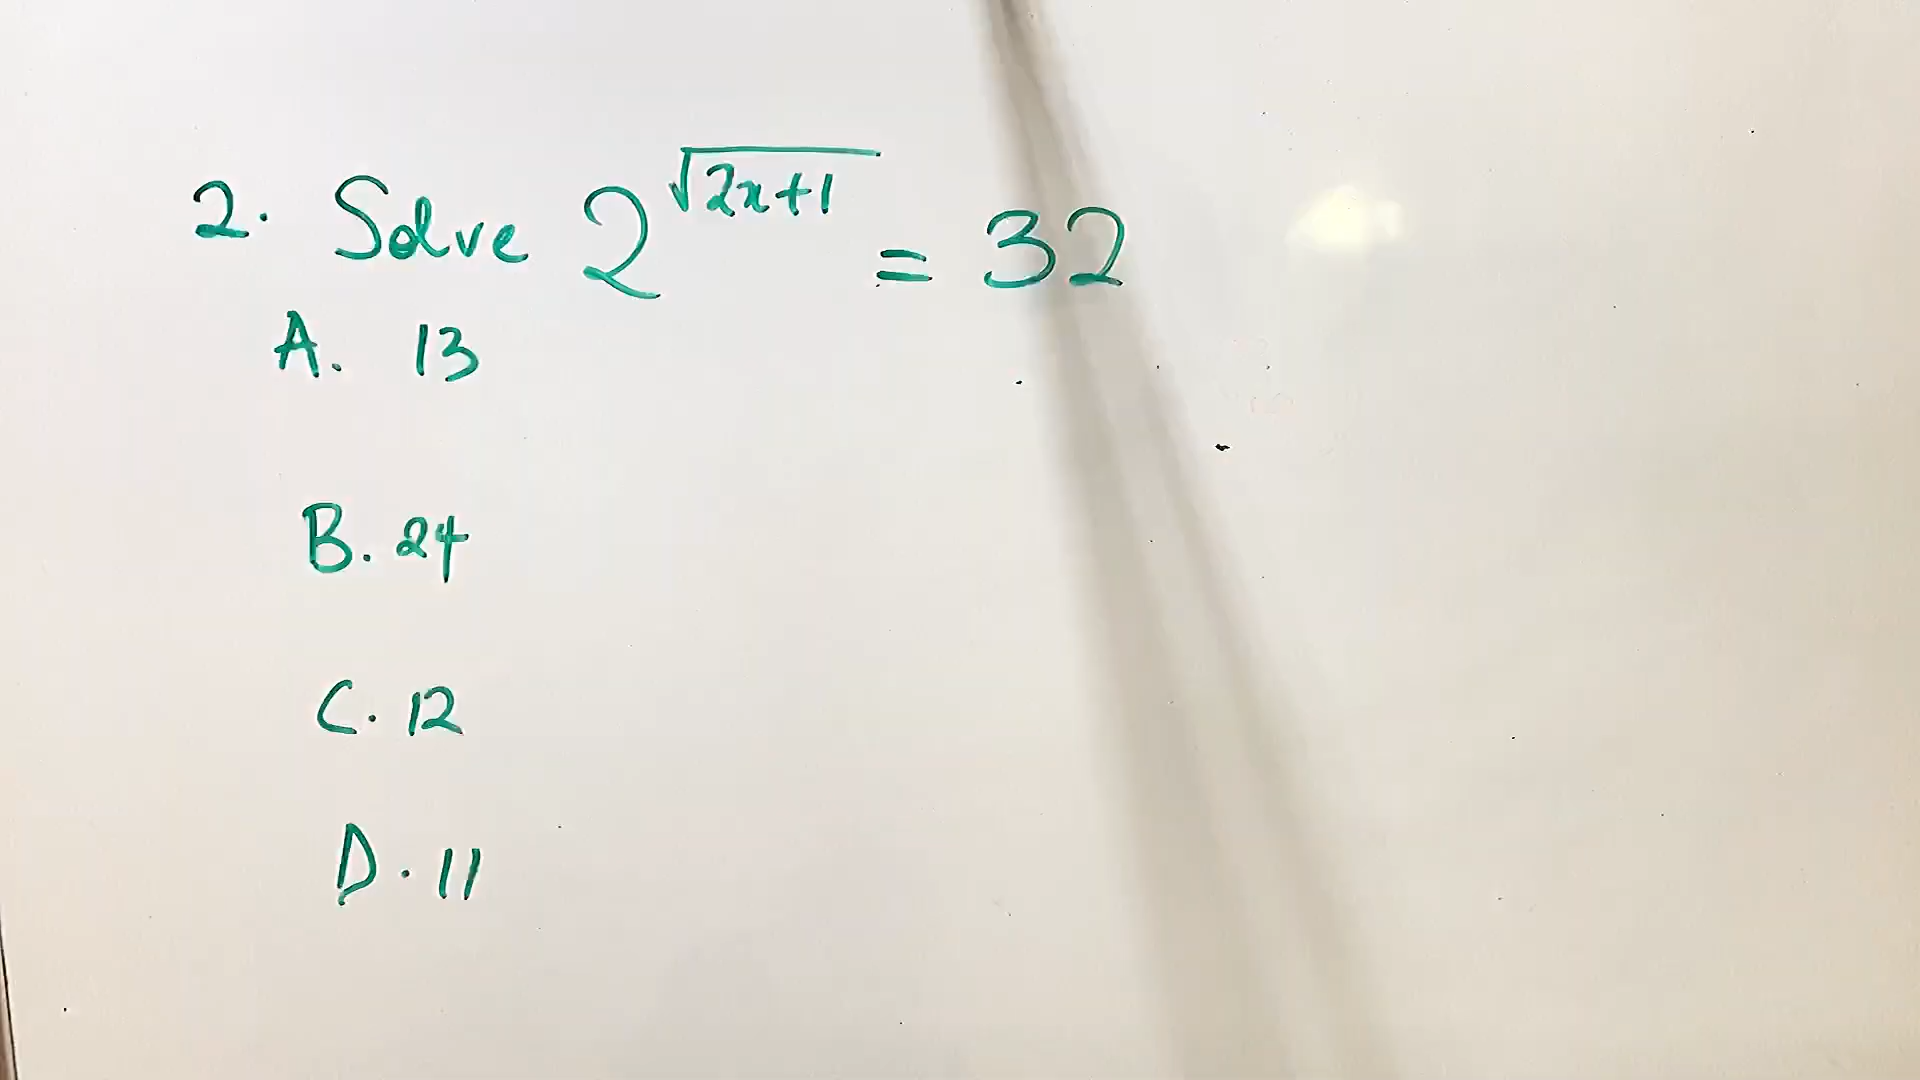 2. Solve 2^√(2x+1) = 32
A. 13
B. 24
C. 12
D. 11